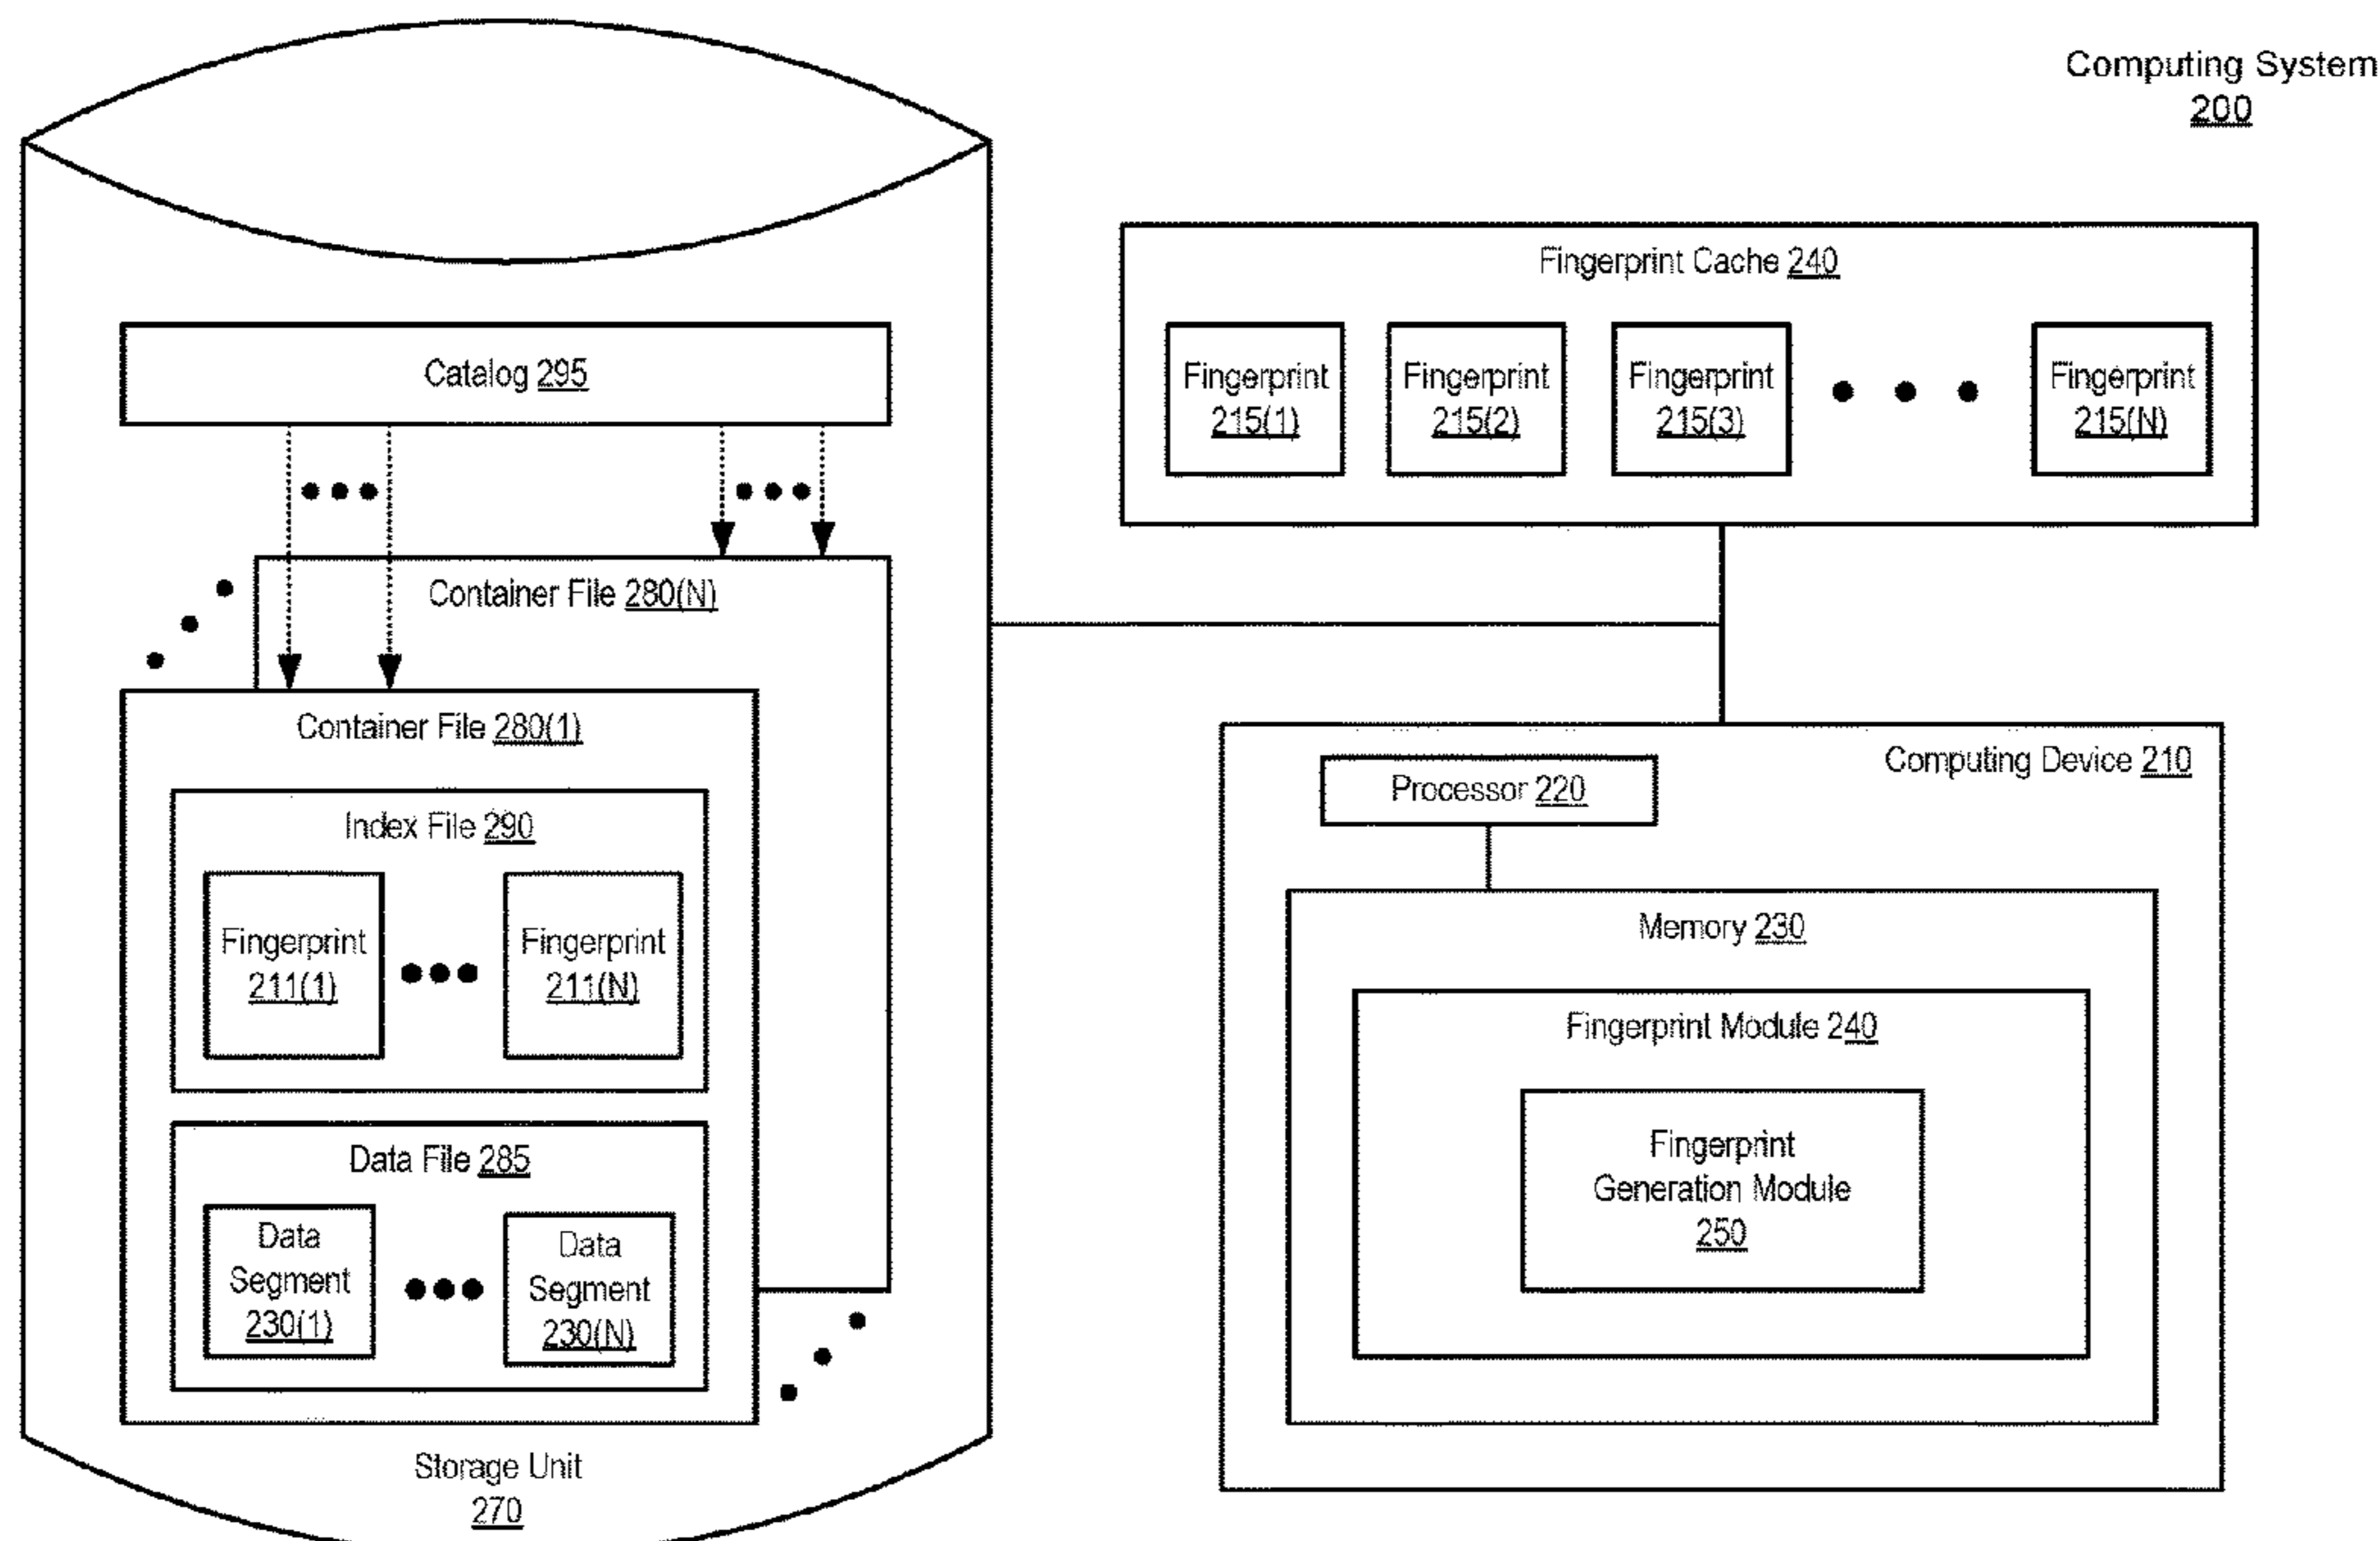 Computing System
200
Fingerprint Cache 240
Fingerprint
215(1)
Fingerprint
215(2)
Fingerprint
215(3)
Fingerprint
215(N)
Catalog 295
Container File 280(N)
Container File 280(1)
Index File 290
Fingerprint
211(1)
Fingerprint
211(N)
Data File 285
Data
Segment
230(1)
Data
Segment
230(N)
Storage Unit
270
Computing Device 210
Processor 220
Memory 230
Fingerprint Module 240
Fingerprint
Generation Module
250